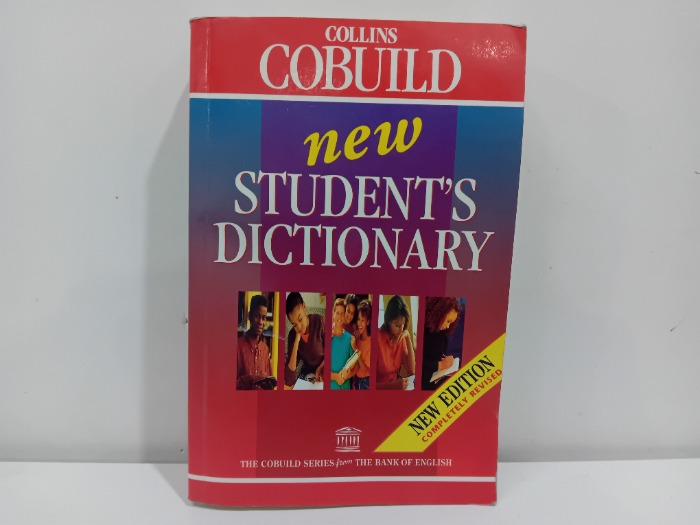 COLLINS
COBUILD
new
STUDENT'S
DICTIONARY
NEW EDITION
COMPLETELY REVISED
THE COBUILD SERIES from THE BANK OF ENGLISH